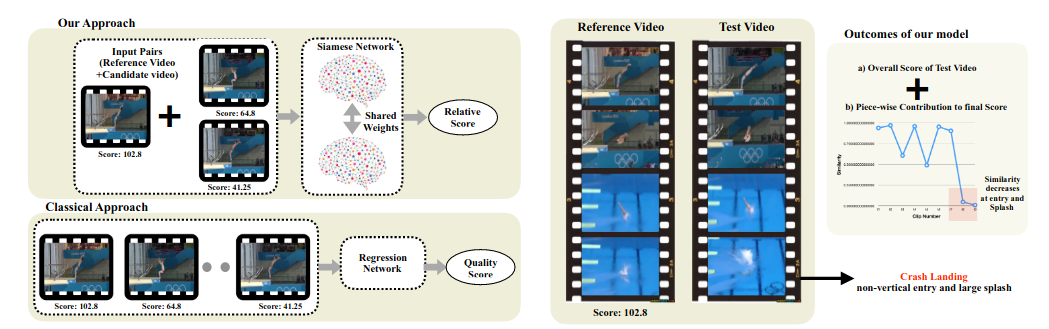 Our Approach
Input Pairs
(Reference Video
+Candidate video)
+
Score: 102.8
Score: 64.8
Score: 41.25
Siamese Network
Shared
Weights
Relative
Score
Classical Approach
Score: 102.8
Score: 64.8
Score: 41.25
Regression
Network
Quality
Score
Reference Video
Test Video
Score: 102.8
Outcomes of our model
a) Overall Score of Test Video
+
b) Piece-wise Contribution to final Score
Similarity
Clip Number
Similarity
decreases
at entry and
Splash
Crash Landing
non-vertical entry and large splash